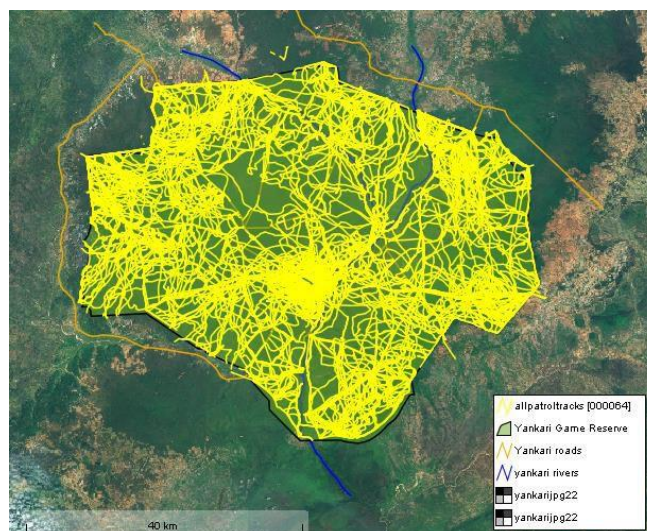 allpatroltracks [000064]
Yankari Game Reserve
Yankari roads
yankari rivers
yankarijpg22
yankarijpg22
40 km